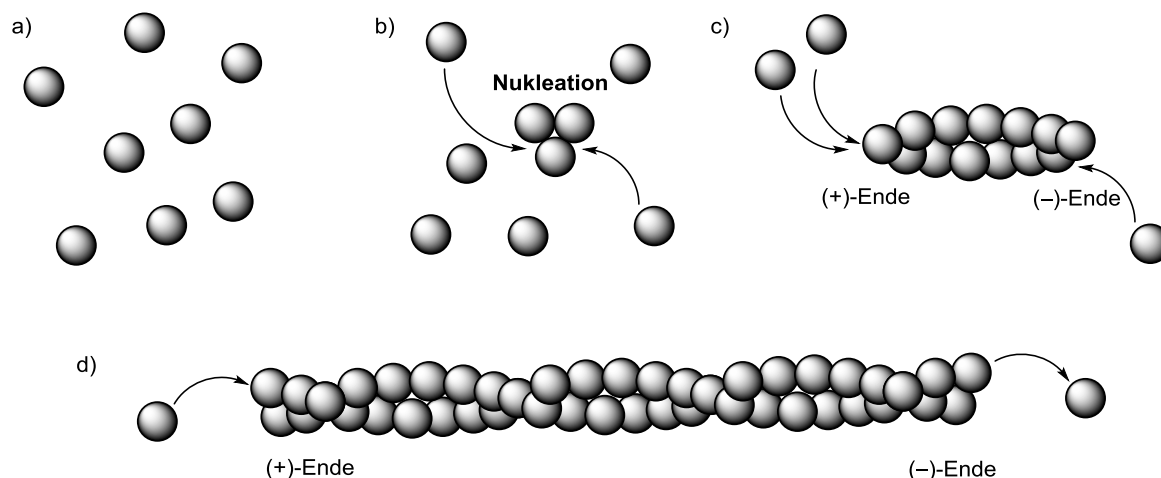 a)
b)
Nukleation
c)
(+)-Ende
(–)-Ende
d)
(+)-Ende
(–)-Ende